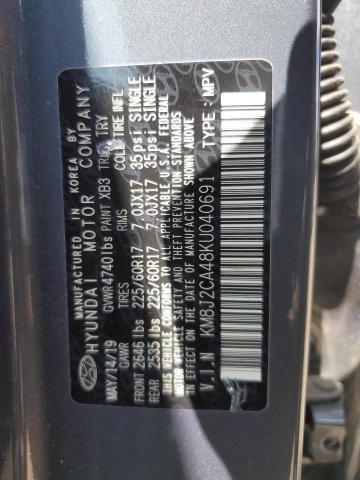 MANUFACTURED IN KOREA BY
HYUNDAI MOTOR COMPANY
MAY/14/19 GVWR 4740lbs PAINT XB3 TRIM TRY
GAWR TIRES RIMS COLD TIRE INFL
FRONT 2646 lbs 225/60R17 7.0JX17 35psi SINGLE
REAR 2535 lbs 225/60R17 7.0JX17 35psi SINGLE
THIS VEHICLE CONFORMS TO ALL APPLICABLE U.S.A. FEDERAL
MOTOR VEHICLE SAFETY, BUMPER, AND THEFT PREVENTION STANDARDS
IN EFFECT ON THE DATE OF MANUFACTURE SHOWN ABOVE.
V.I.N KM8J2CA48KU040691 TYPE : MPV